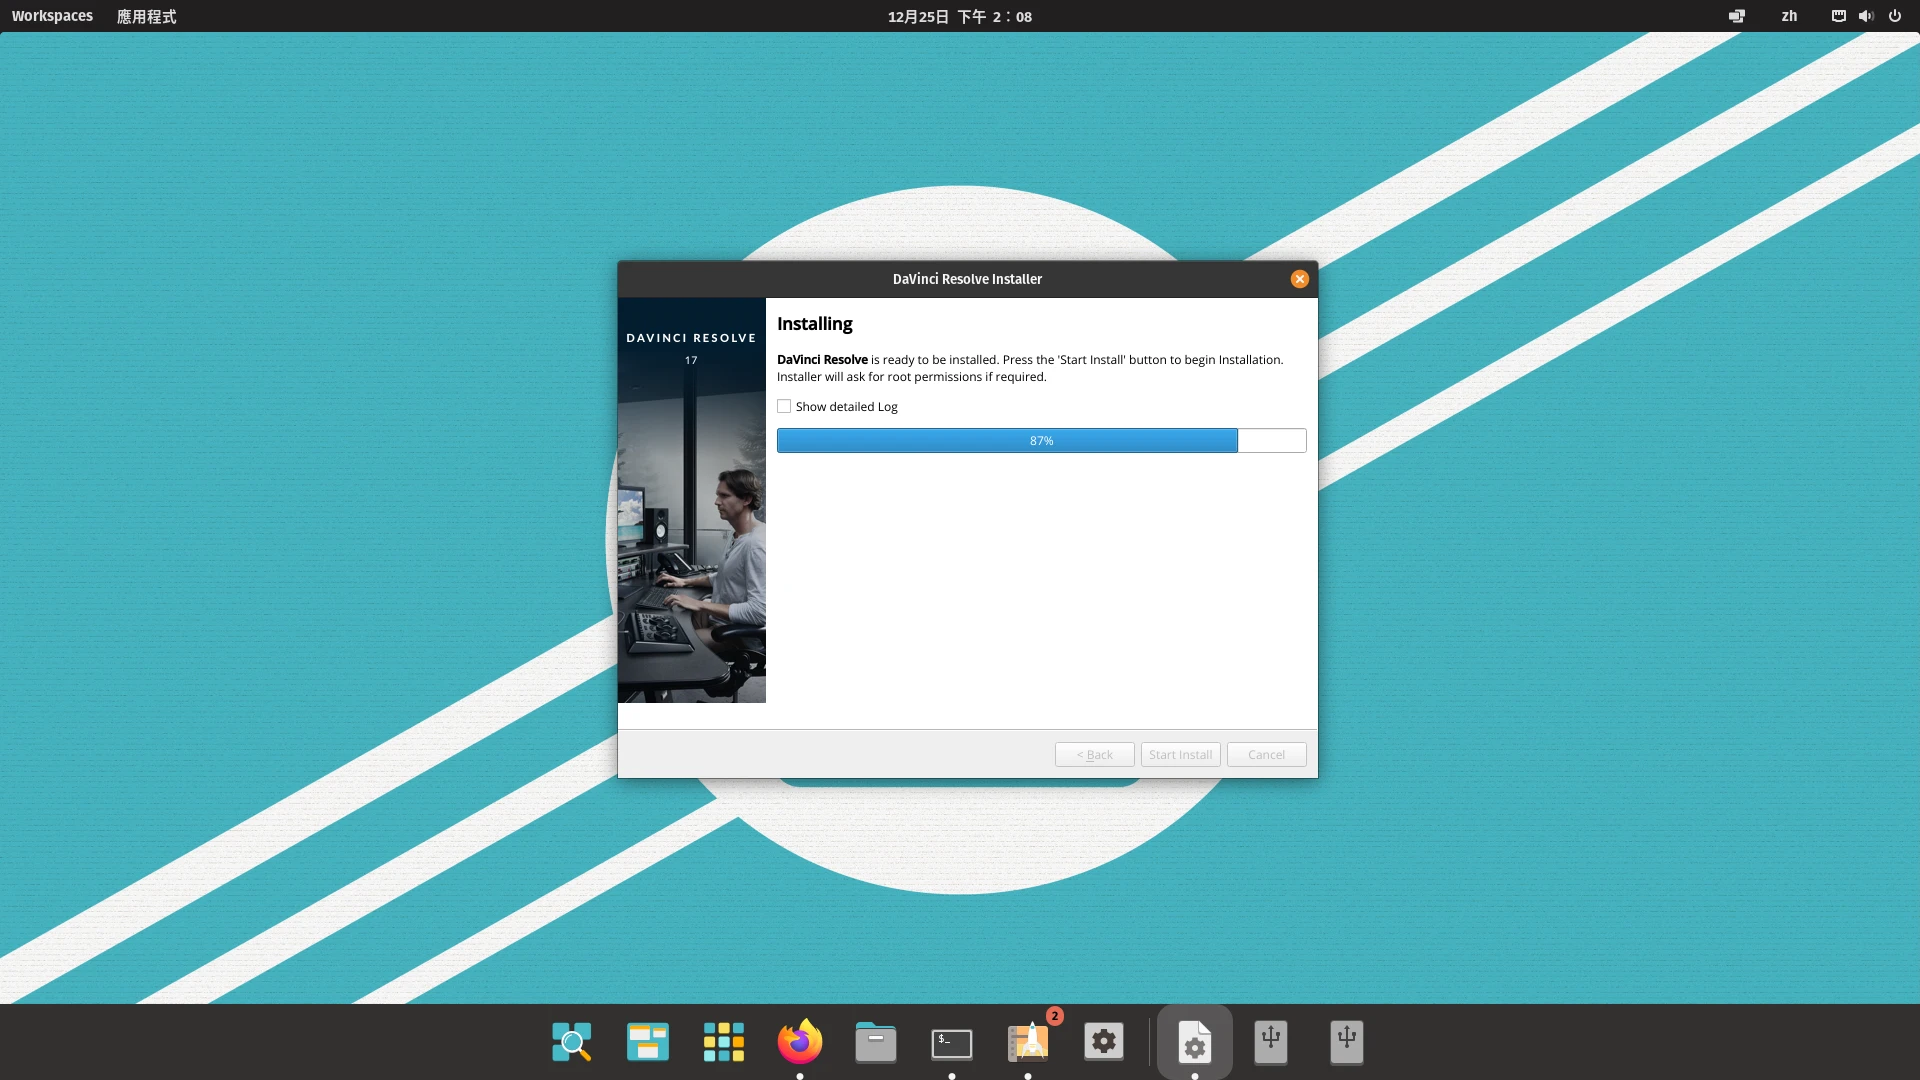 Workspaces 應用程式 12月25日 下午 2：08 zh
DaVinci Resolve Installer
DAVINCI RESOLVE
17
Installing
DaVinci Resolve is ready to be installed. Press the 'Start Install' button to begin Installation.
Installer will ask for root permissions if required.
Show detailed Log
87%
< Back Start Install Cancel
2
$_